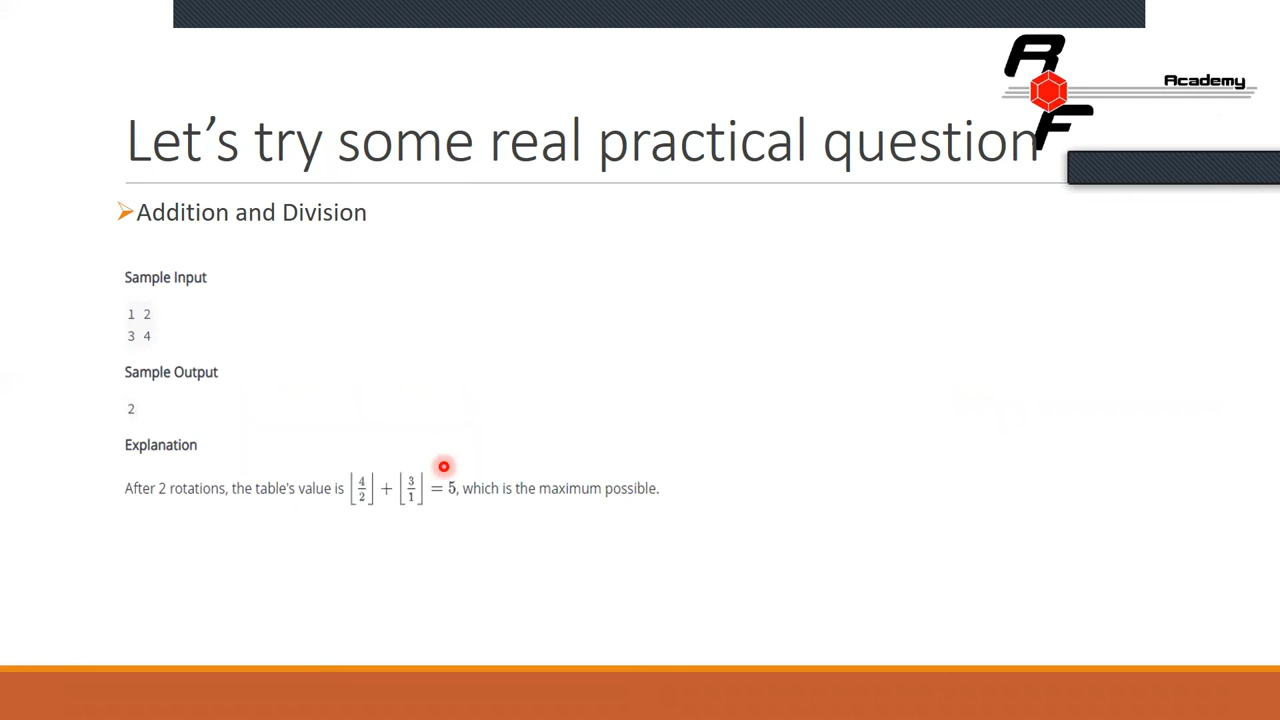 R
Academy
F
Let's try some real practical question
Addition and Division
Sample Input
1 2
3 4
Sample Output
2
Explanation
After 2 rotations, the table's value is ⌊4/2⌋ + ⌊3/1⌋ = 5, which is the maximum possible.